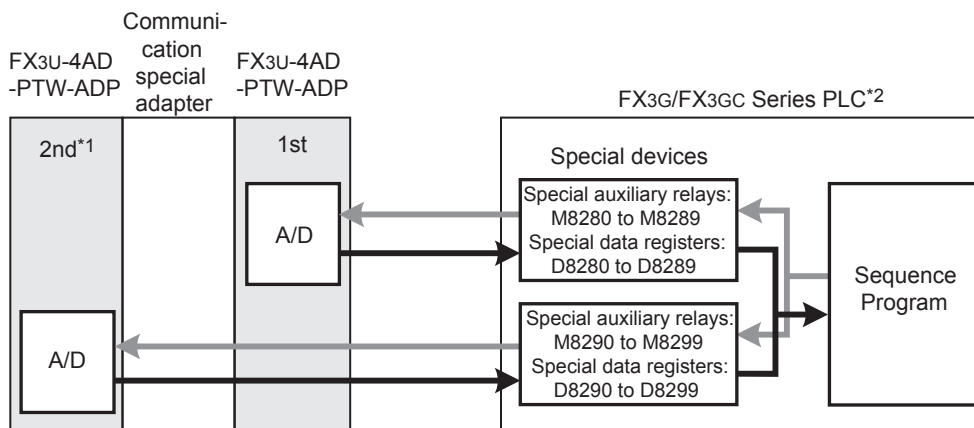 Communi-
cation
special
adapter
FX3U-4AD
-PTW-ADP
FX3U-4AD
-PTW-ADP
FX3G/FX3GC Series PLC*2
2nd*1
1st
Special devices
A/D
Special auxiliary relays:
M8280 to M8289
Special data registers:
D8280 to D8289
Sequence
Program
A/D
Special auxiliary relays:
M8290 to M8299
Special data registers:
D8290 to D8299